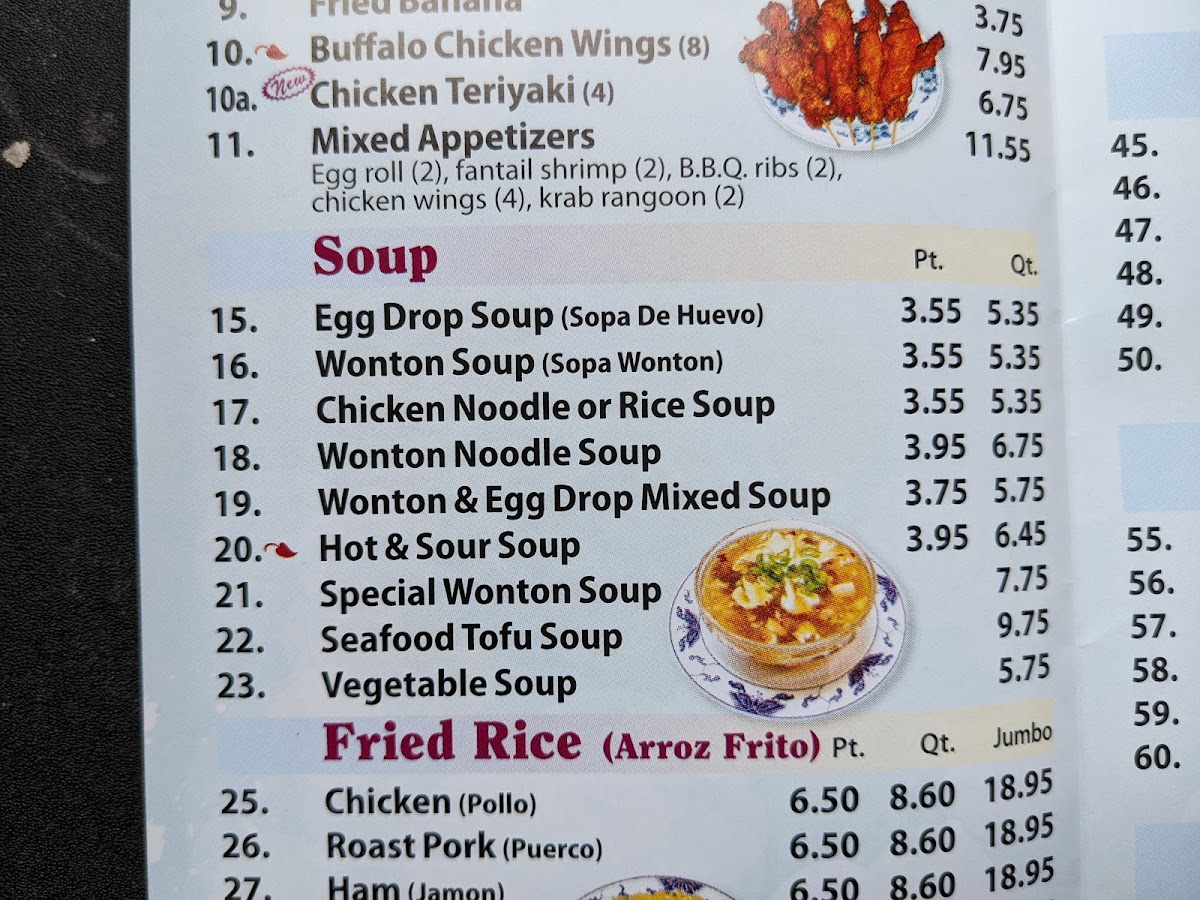 9. Fried Banana 3.75
10. Buffalo Chicken Wings (8) 7.95
10a. New Chicken Teriyaki (4) 6.75
11. Mixed Appetizers 11.55
Egg roll (2), fantail shrimp (2), B.B.Q. ribs (2),
chicken wings (4), krab rangoon (2)
Soup Pt. Qt.
15. Egg Drop Soup (Sopa De Huevo) 3.55 5.35
16. Wonton Soup (Sopa Wonton) 3.55 5.35
17. Chicken Noodle or Rice Soup 3.55 5.35
18. Wonton Noodle Soup 3.95 6.75
19. Wonton & Egg Drop Mixed Soup 3.75 5.75
20. Hot & Sour Soup 3.95 6.45
21. Special Wonton Soup 7.75
22. Seafood Tofu Soup 9.75
23. Vegetable Soup 5.75
Fried Rice (Arroz Frito) Pt. Qt. Jumbo
25. Chicken (Pollo) 6.50 8.60 18.95
26. Roast Pork (Puerco) 6.50 8.60 18.95
27. Ham (Jamon) 6.50 8.60 18.95
45.
46.
47.
48.
49.
50.
55.
56.
57.
58.
59.
60.